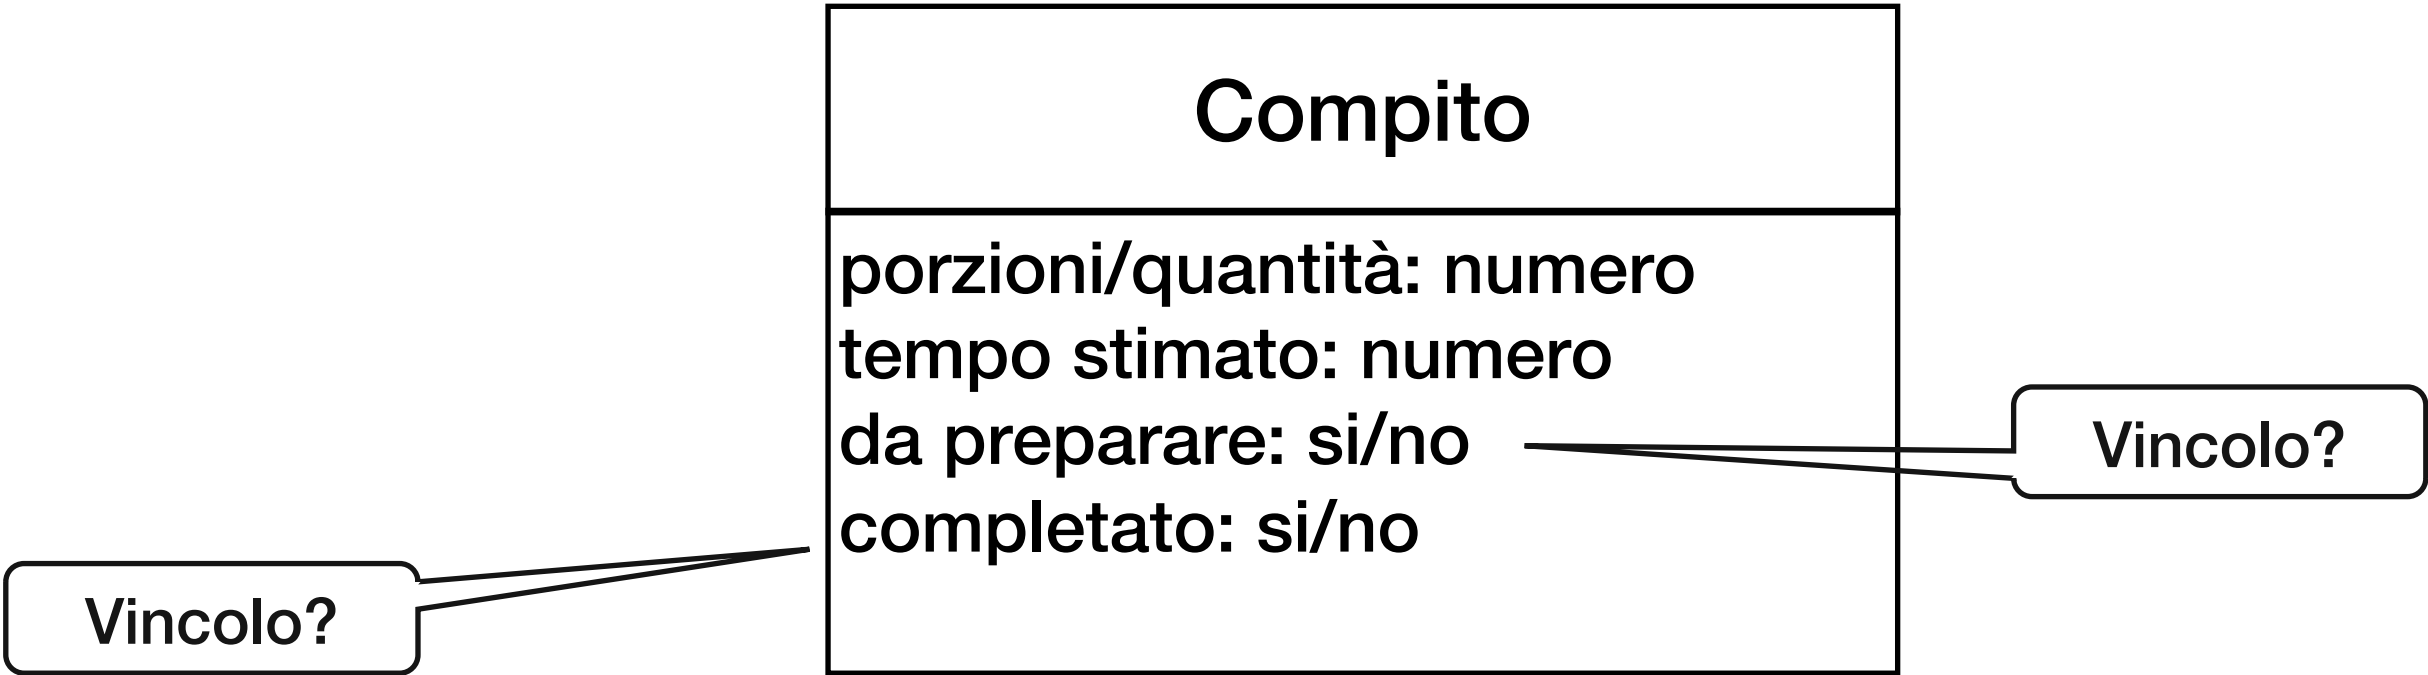 Compito
porzioni/quantità: numero
tempo stimato: numero
da preparare: si/no
Vincolo?
completato: si/no
Vincolo?